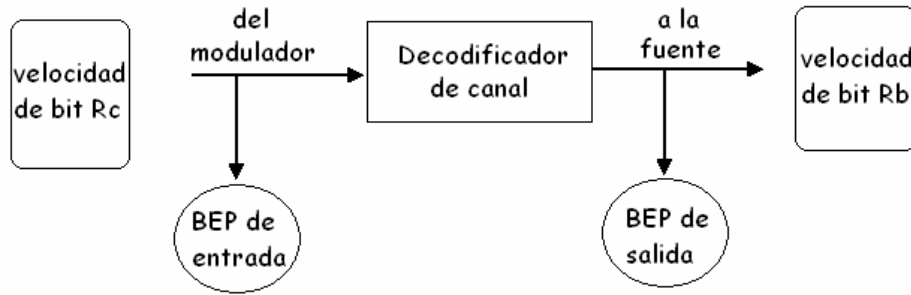 velocidad
de bit Rc
del
modulador
Decodificador
de canal
a la
fuente
velocidad
de bit Rb
BEP de
entrada
BEP de
salida